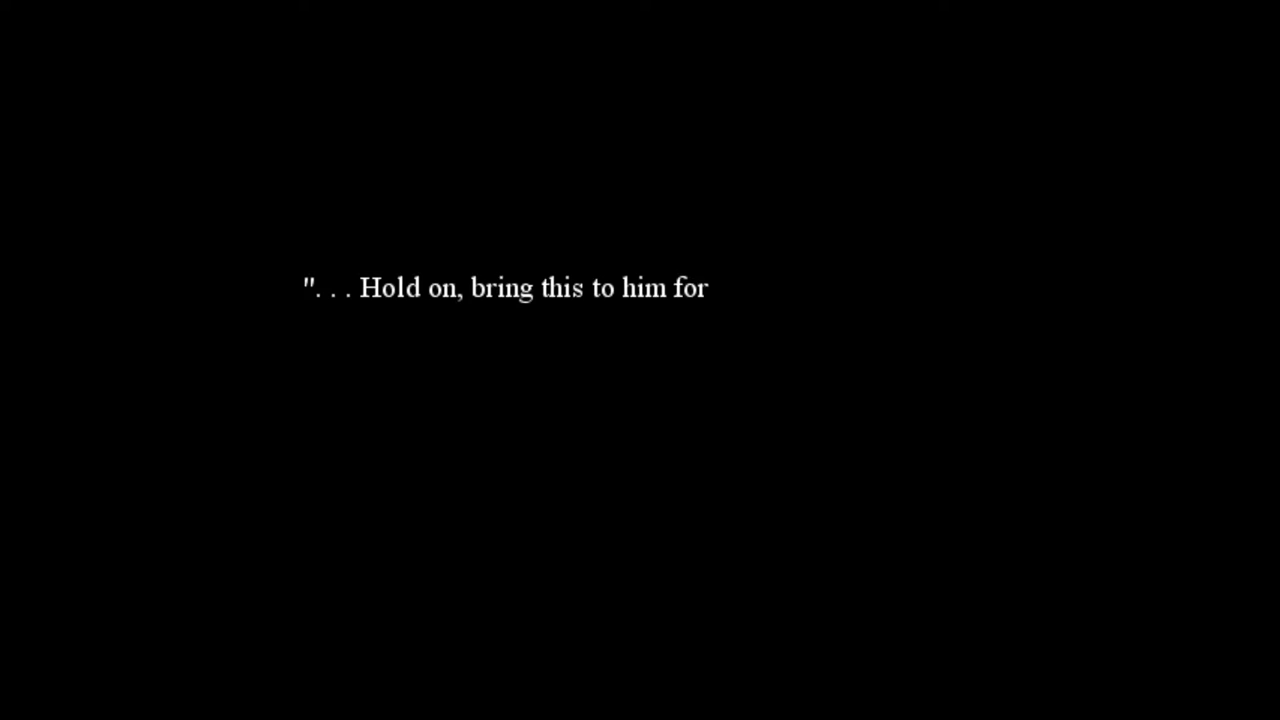 ". . . Hold on, bring this to him for